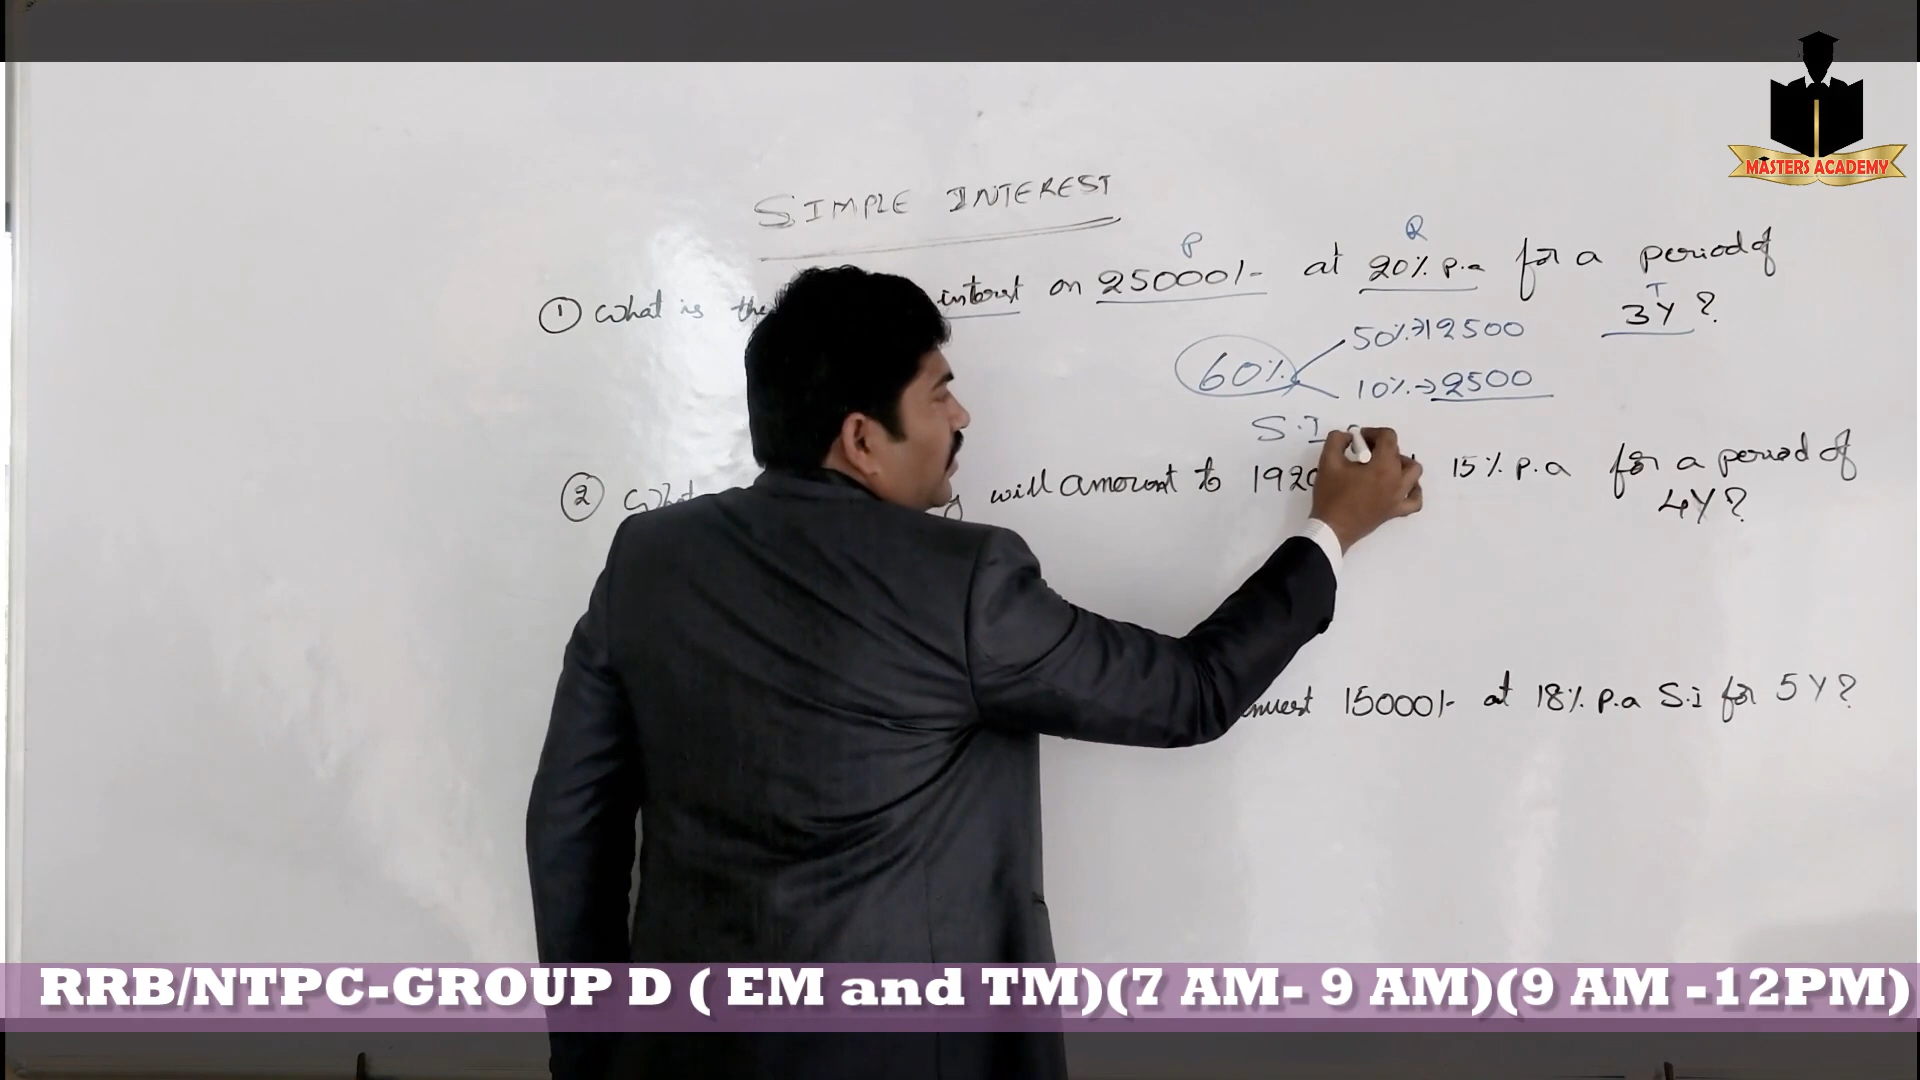 MASTERS ACADEMY
SIMPLE INTEREST
P R
① What is the interest on 25000/- at 20% p.a for a period of
T
3Y ?
50%→12500
60%
10%→2500
S.I
② What will amount to 192 15% p.a for a period of
4Y?
invest 15000/- at 18% p.a S.i for 5Y?
RRB/NTPC-GROUP D ( EM and TM)(7 AM- 9 AM)(9 AM -12PM)